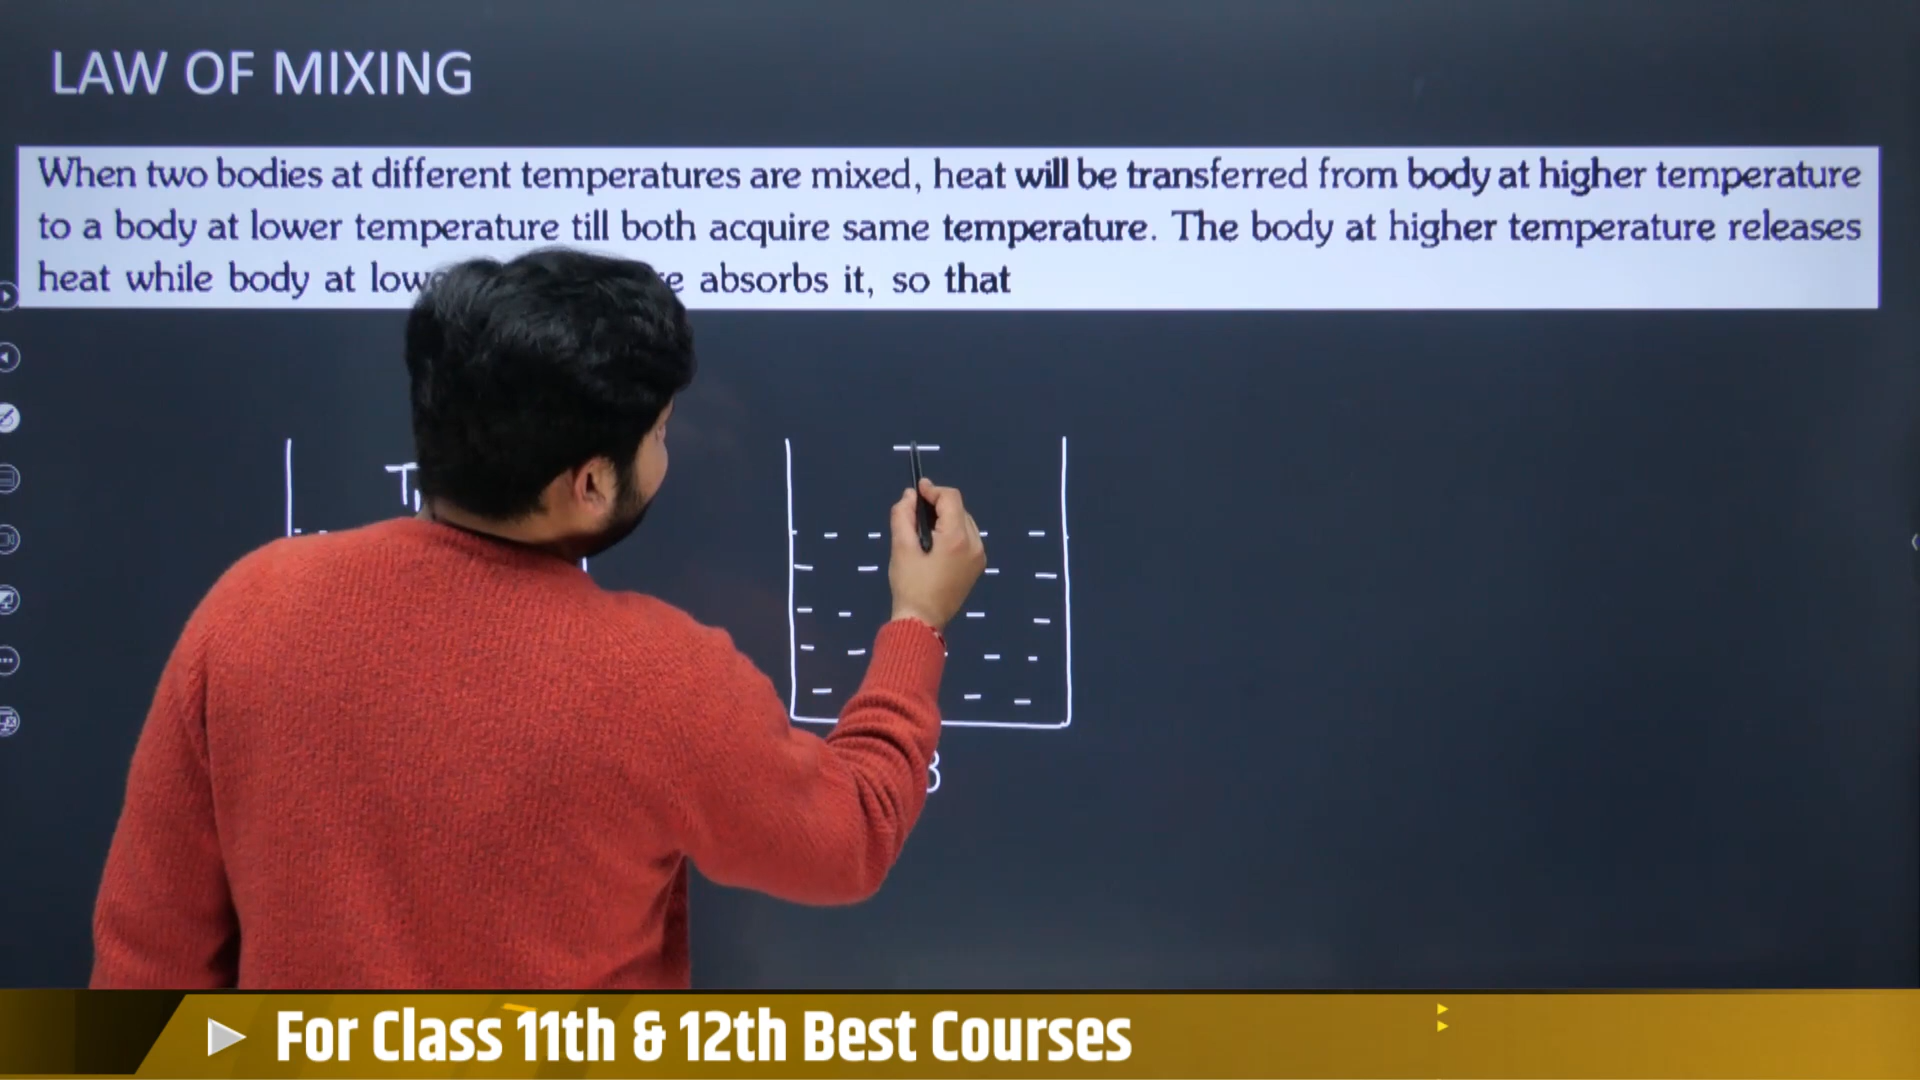 LAW OF MIXING
When two bodies at different temperatures are mixed, heat will be transferred from body at higher temperature
to a body at lower temperature till both acquire same temperature. The body at higher temperature releases
heat while body at absorbs it, so that
T
For Class 11th & 12th Best Courses